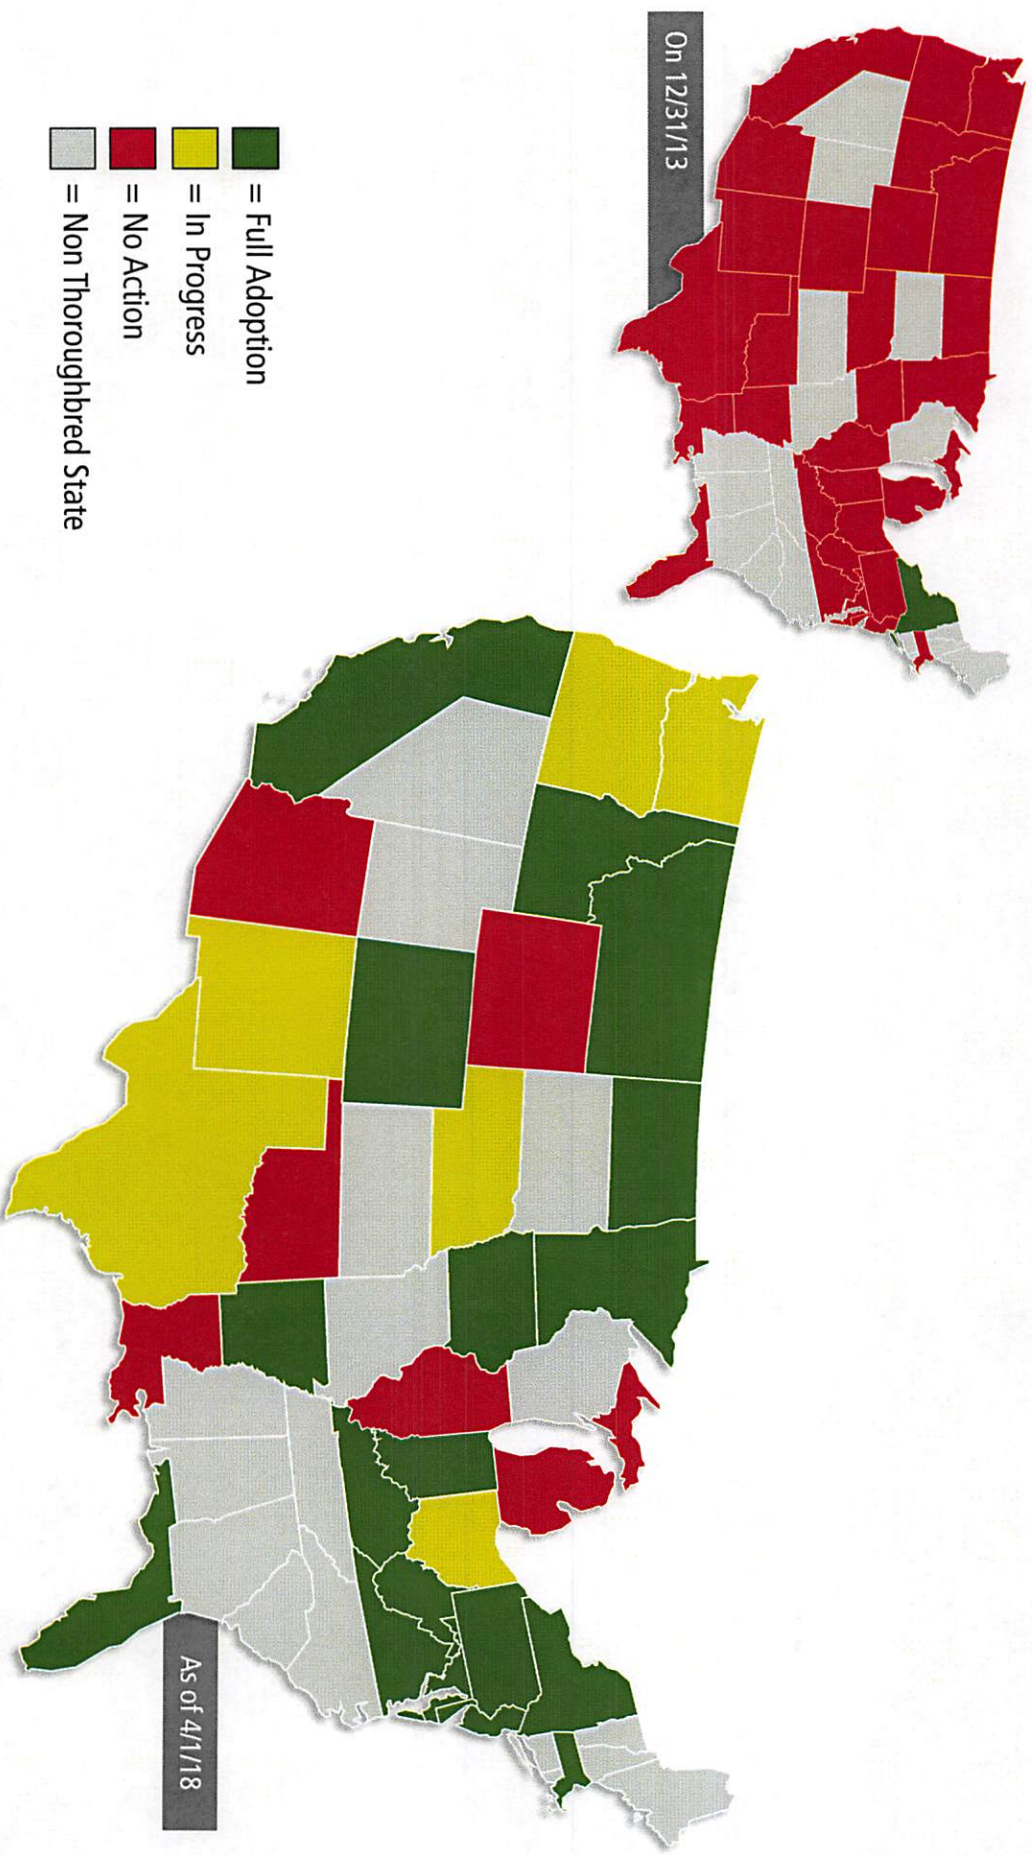 On 12/31/13
As of 4/1/18
= Full Adoption
= In Progress
= No Action
= Non Thoroughbred State